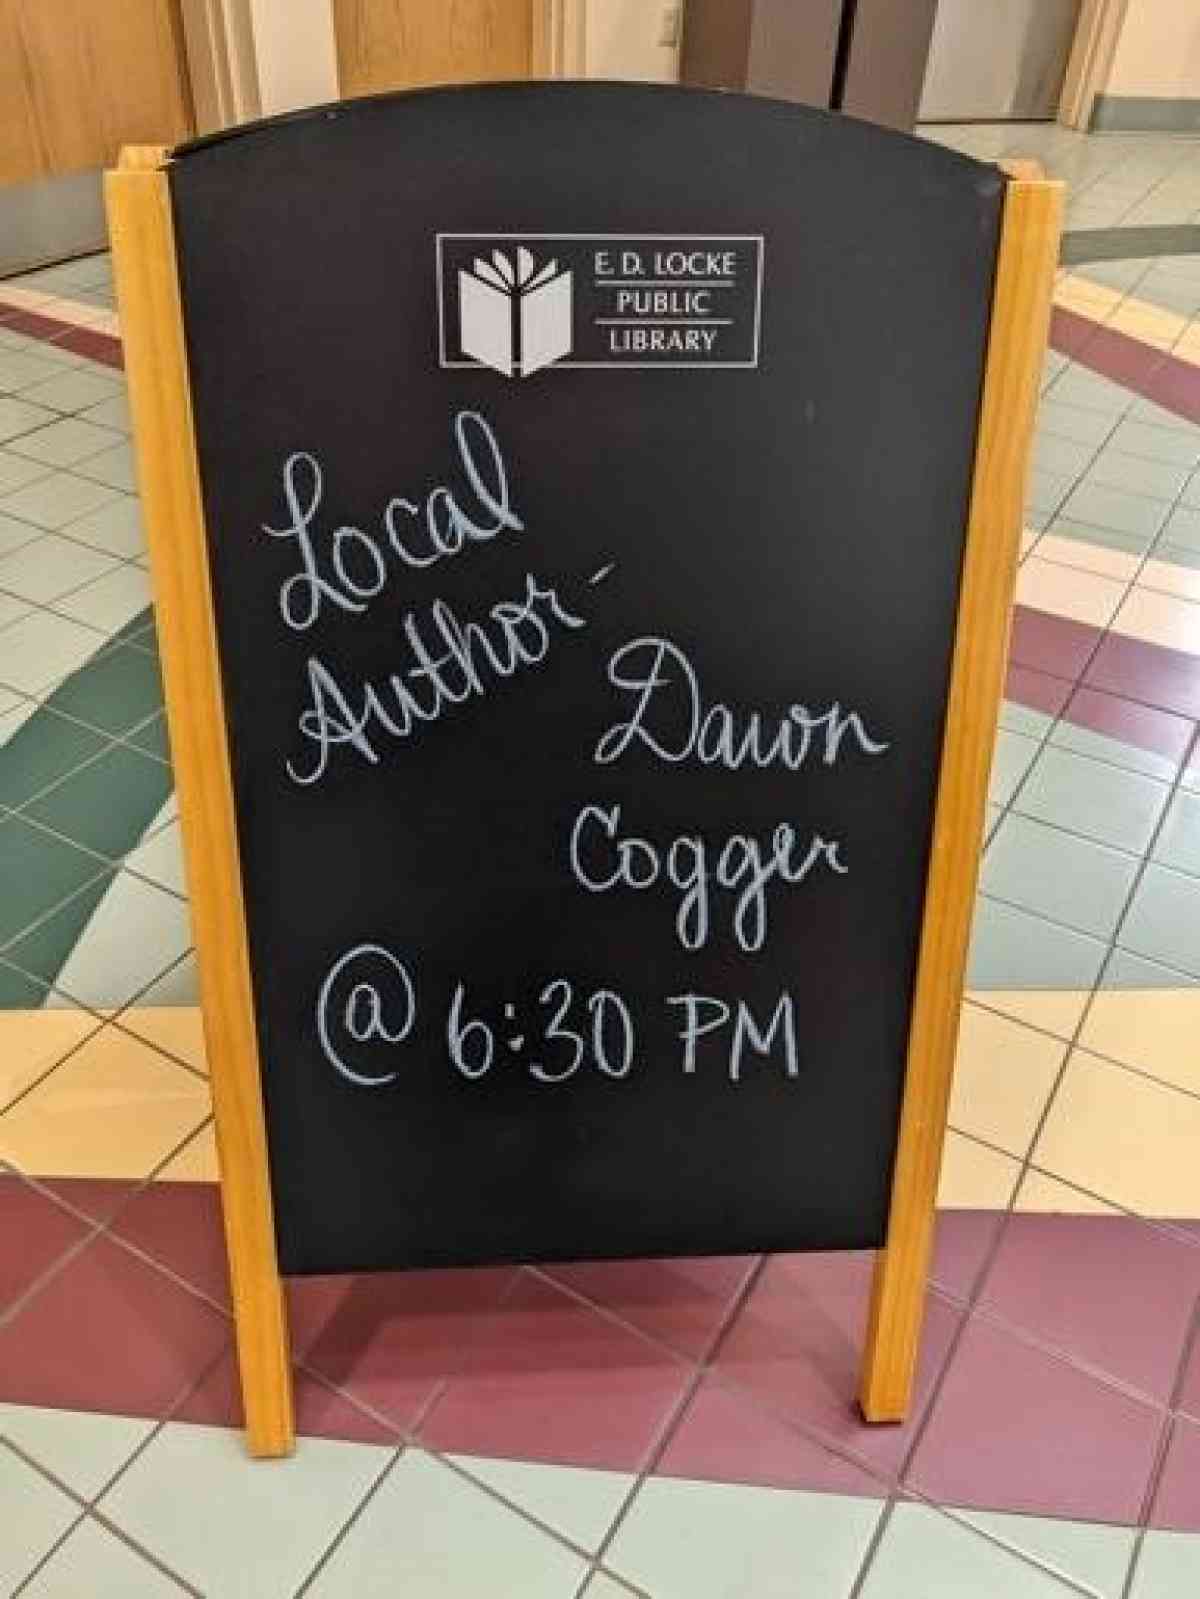 E. D. LOCKE
PUBLIC
LIBRARY
Local
Author -
Dawn
Cogger
@ 6:30 PM